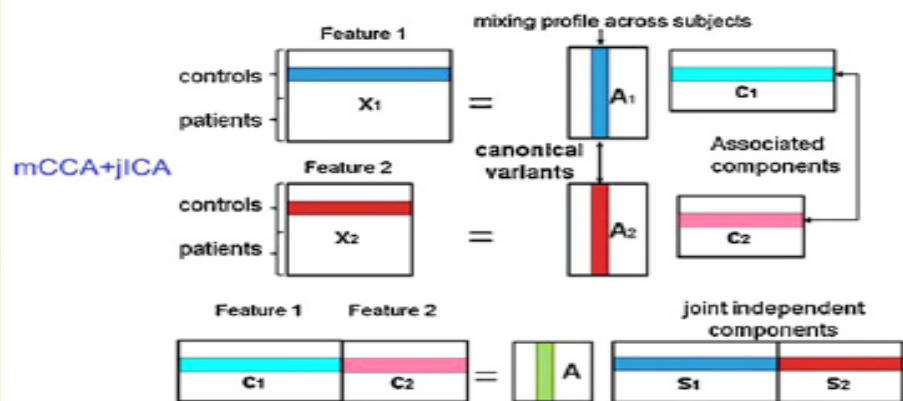 mixing profile across subjects
Feature 1
controls
patients
X1
=
A1
C1
mCCA+jICA
canonical
variants
Associated
components
Feature 2
controls
patients
X2
=
A2
C2
Feature 1
Feature 2
joint independent
components
C1
C2
=
A
S1
S2